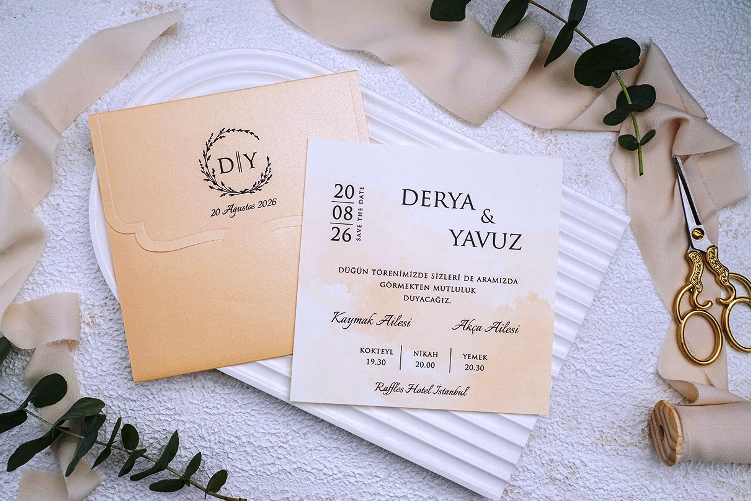 D Y
20 Ağustos 2026
20
08
26
SAVE THE DATE
DERYA
&
YAVUZ
DÜĞÜN TÖRENİMİZDE SİZLERİ DE ARAMIZDA
GÖRMEKTEN MUTLULUK
DUYACAĞIZ.
Kaymak Ailesi Akça Ailesi
KOKTEYL NİKAH YEMEK
19.30 20.00 20.30
Raffles Hotel İstanbul